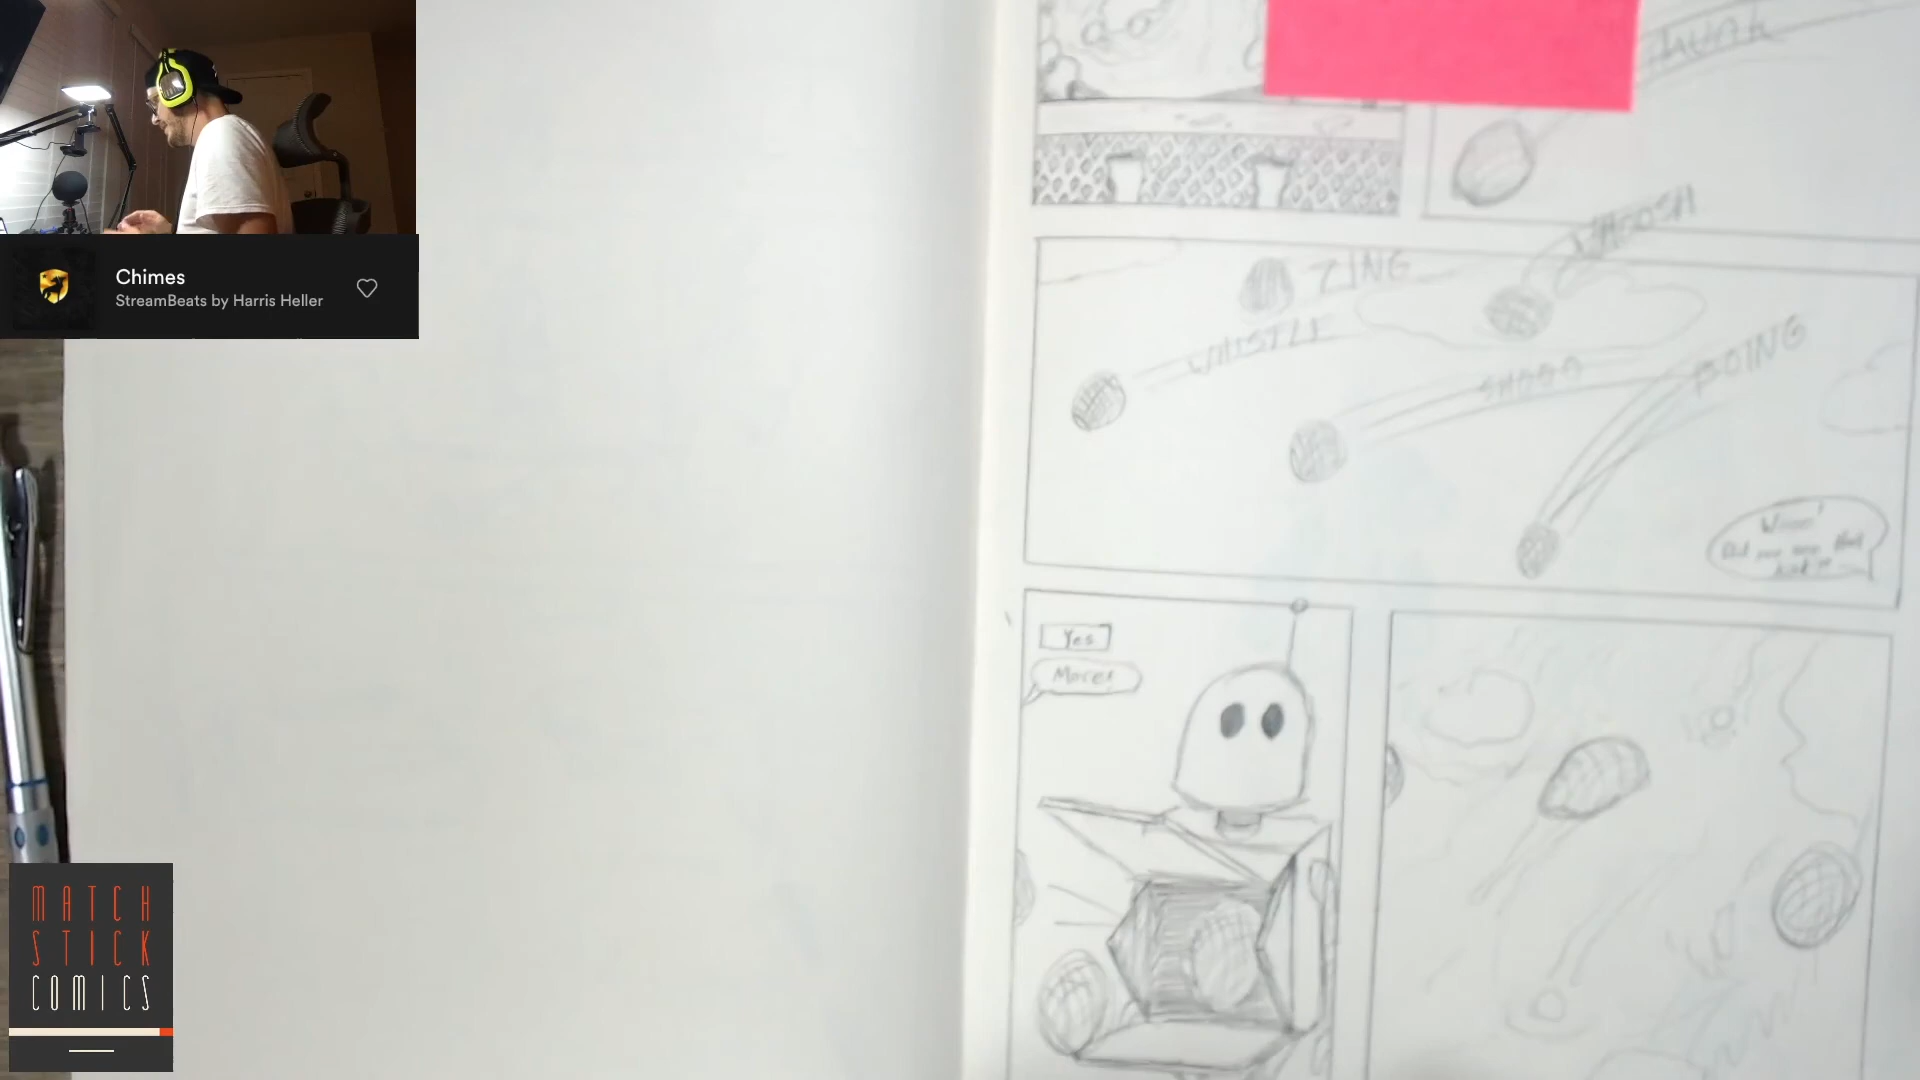 Chimes
StreamBeats by Harris Heller
MATCH
STICK
COMICS
WHOOSH
ZING
WHISTLE
SHOOO
BOING
Yes
More!